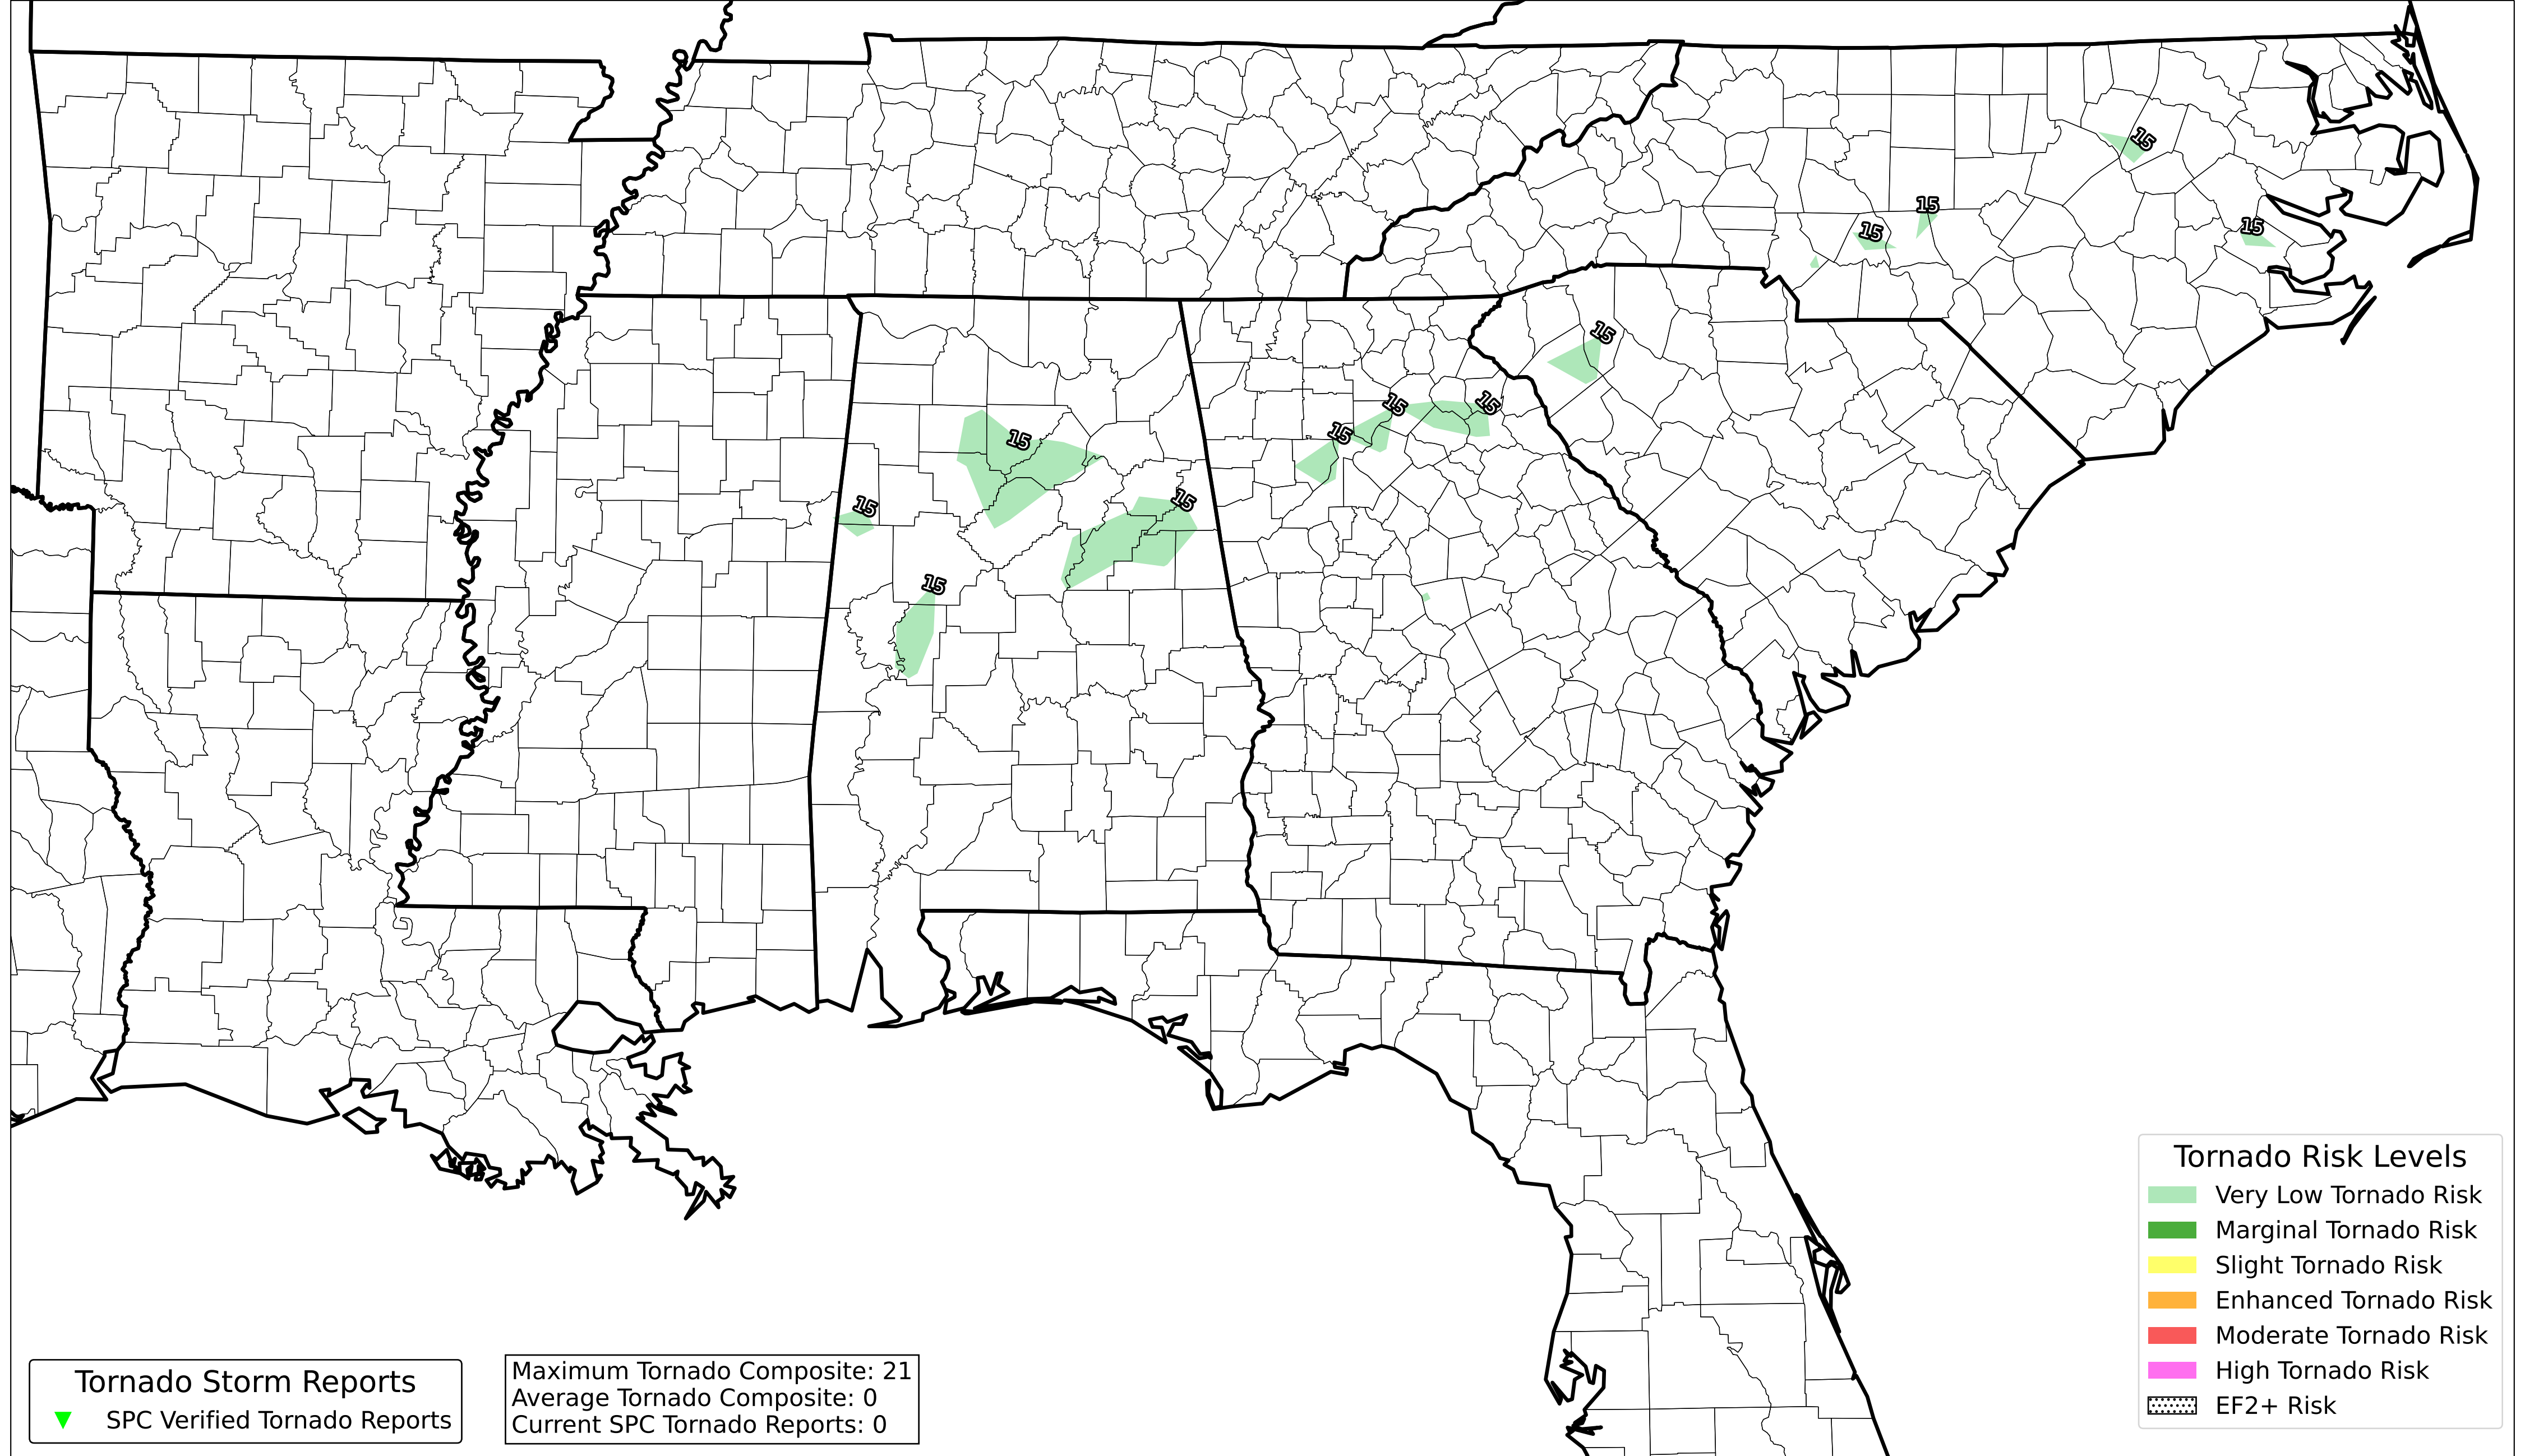 15
15
15
15
15
15
15
15
15
15
15
15
Tornado Risk Levels
Very Low Tornado Risk
Marginal Tornado Risk
Slight Tornado Risk
Enhanced Tornado Risk
Moderate Tornado Risk
High Tornado Risk
EF2+ Risk
Tornado Storm Reports
SPC Verified Tornado Reports
Maximum Tornado Composite: 21
Average Tornado Composite: 0
Current SPC Tornado Reports: 0